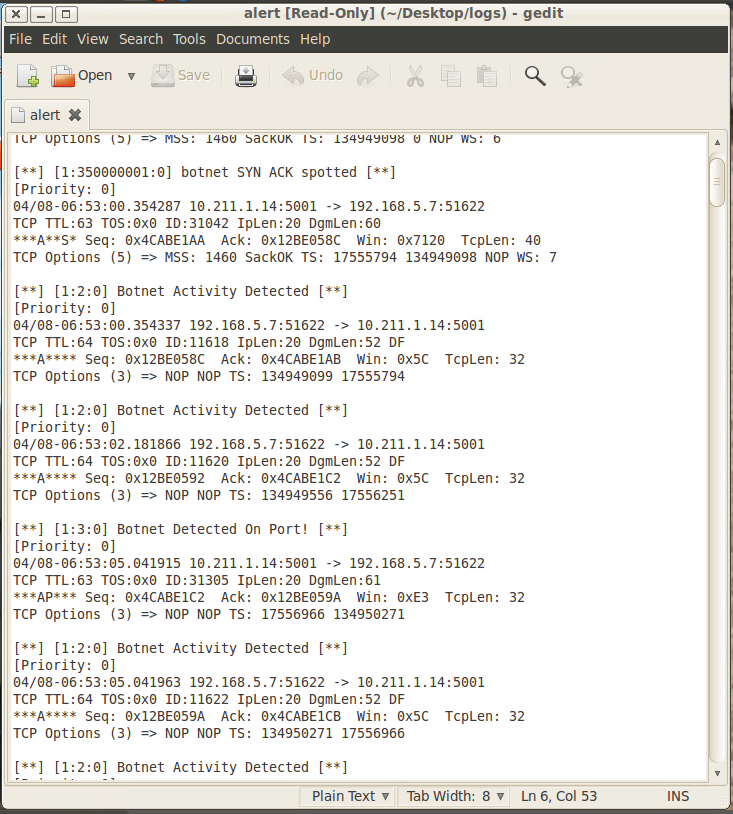 alert [Read-Only] (~/Desktop/logs) - gedit
File Edit View Search Tools Documents Help
Open Save Undo
alert
TCP Options (5) => MSS: 1460 SackOK TS: 134949098 0 NOP WS: 6
[**] [1:350000001:0] botnet SYN ACK spotted [**]
[Priority: 0]
04/08-06:53:00.354287 10.211.1.14:5001 -> 192.168.5.7:51622
TCP TTL:63 TOS:0x0 ID:31042 IpLen:20 DgmLen:60
***A**S* Seq: 0x4CABE1AA  Ack: 0x12BE058C  Win: 0x7120  TcpLen: 40
TCP Options (5) => MSS: 1460 SackOK TS: 17555794 134949098 NOP WS: 7
[**] [1:2:0] Botnet Activity Detected [**]
[Priority: 0]
04/08-06:53:00.354337 192.168.5.7:51622 -> 10.211.1.14:5001
TCP TTL:64 TOS:0x0 ID:11618 IpLen:20 DgmLen:52 DF
***A**** Seq: 0x12BE058C  Ack: 0x4CABE1AB  Win: 0x5C  TcpLen: 32
TCP Options (3) => NOP NOP TS: 134949099 17555794
[**] [1:2:0] Botnet Activity Detected [**]
[Priority: 0]
04/08-06:53:02.181866 192.168.5.7:51622 -> 10.211.1.14:5001
TCP TTL:64 TOS:0x0 ID:11620 IpLen:20 DgmLen:52 DF
***A**** Seq: 0x12BE0592  Ack: 0x4CABE1C2  Win: 0x5C  TcpLen: 32
TCP Options (3) => NOP NOP TS: 134949556 17556251
[**] [1:3:0] Botnet Detected On Port! [**]
[Priority: 0]
04/08-06:53:05.041915 10.211.1.14:5001 -> 192.168.5.7:51622
TCP TTL:63 TOS:0x0 ID:31305 IpLen:20 DgmLen:61
***AP*** Seq: 0x4CABE1C2  Ack: 0x12BE059A  Win: 0xE3  TcpLen: 32
TCP Options (3) => NOP NOP TS: 17556966 134950271
[**] [1:2:0] Botnet Activity Detected [**]
[Priority: 0]
04/08-06:53:05.041963 192.168.5.7:51622 -> 10.211.1.14:5001
TCP TTL:64 TOS:0x0 ID:11622 IpLen:20 DgmLen:52 DF
***A**** Seq: 0x12BE059A  Ack: 0x4CABE1CB  Win: 0x5C  TcpLen: 32
TCP Options (3) => NOP NOP TS: 134950271 17556966
[**] [1:2:0] Botnet Activity Detected [**]
Plain Text Tab Width: 8 Ln 6, Col 53 INS